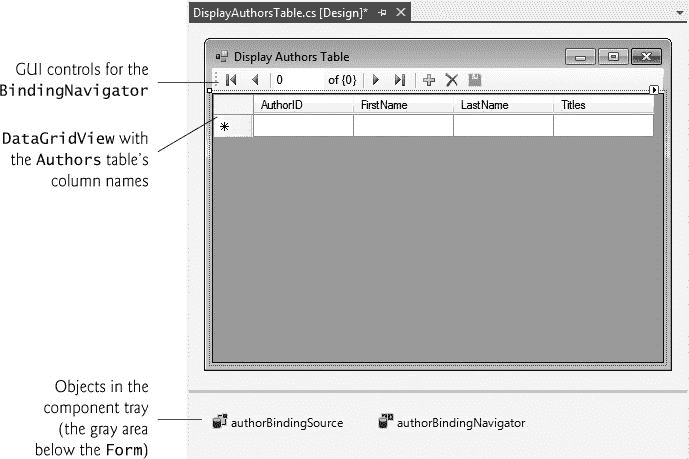 DisplayAuthorsTable.cs [Design]*
Display Authors Table
GUI controls for the
BindingNavigator
0 of {0}
AuthorID FirstName LastName Titles
DataGridView with
the Authors table's
column names
Objects in the
component tray
(the gray area
below the Form)
authorBindingSource authorBindingNavigator